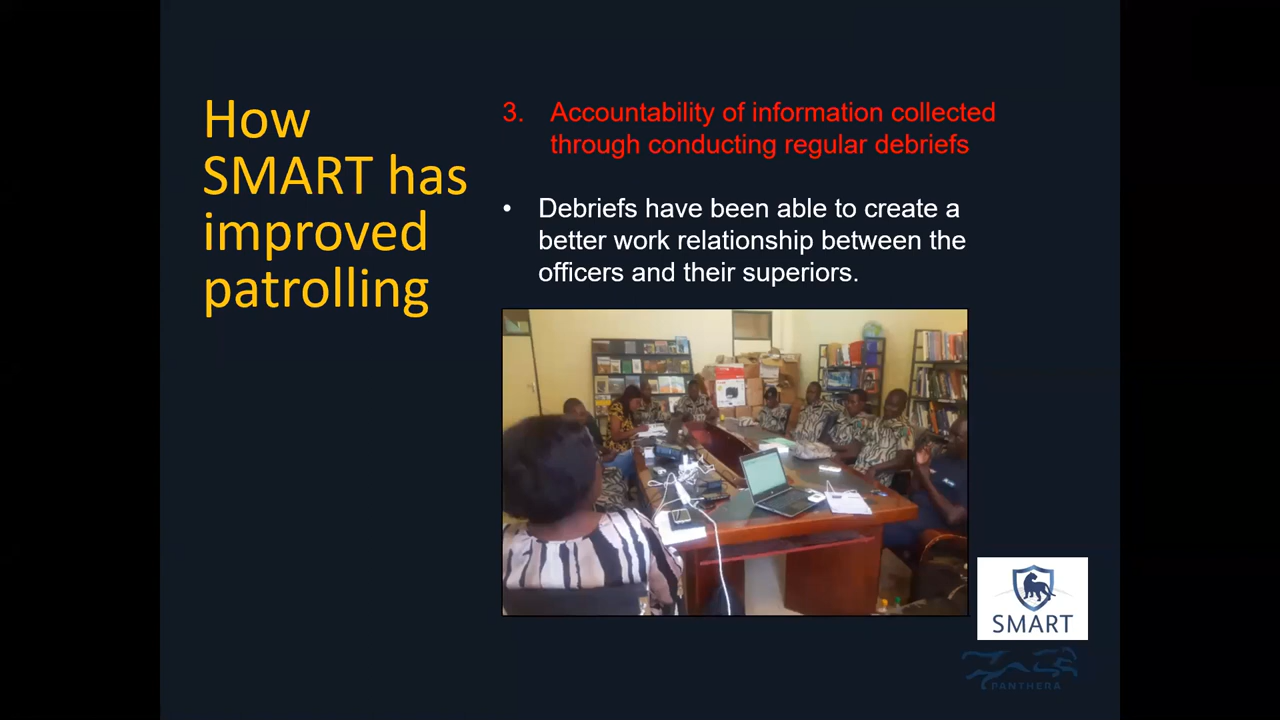 How
SMART has
improved
patrolling
3. Accountability of information collected
through conducting regular debriefs
• Debriefs have been able to create a
better work relationship between the
officers and their superiors.
SMART
PANTHERA